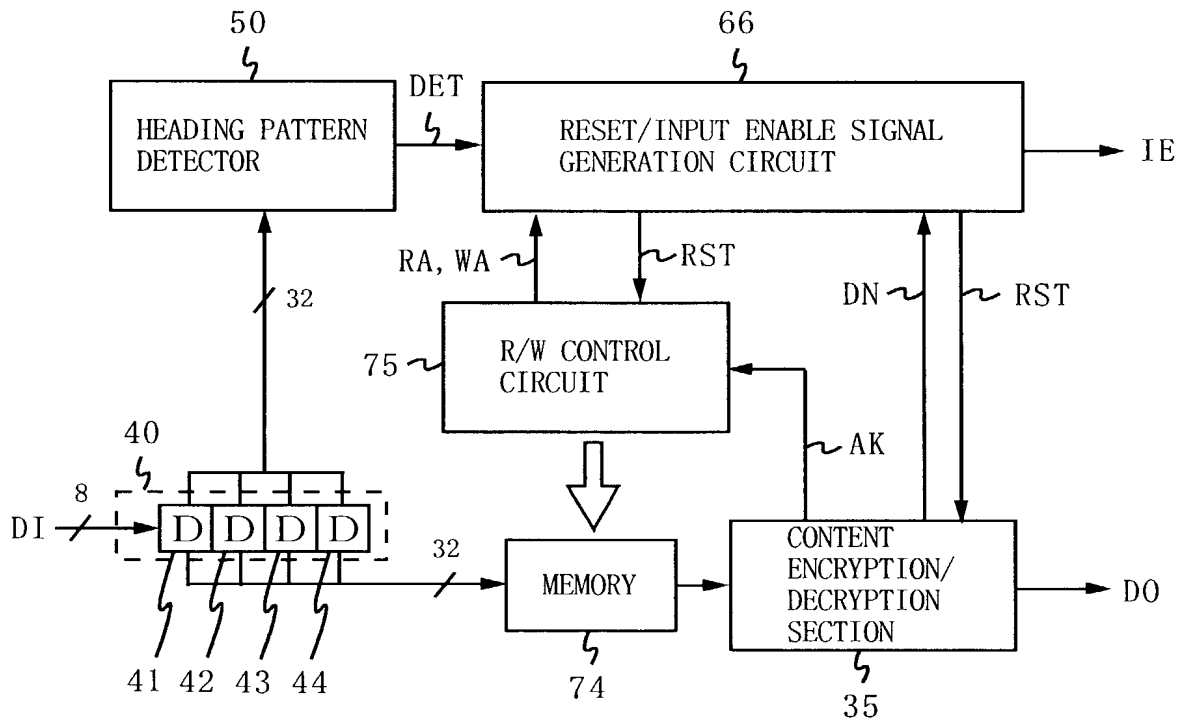 50
66
HEADING PATTERN
DETECTOR
DET
RESET/INPUT ENABLE SIGNAL
GENERATION CIRCUIT
IE
RA, WA
RST
DN
RST
32
75
R/W CONTROL
CIRCUIT
40
AK
DI
8
D D D D
32
MEMORY
CONTENT
ENCRYPTION/
DECRYPTION
SECTION
DO
41 42 43 44
74
35